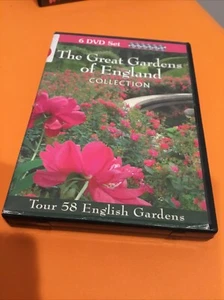 6 DVD Set
The Great Gardens
of England
COLLECTION
Tour 58 English Gardens